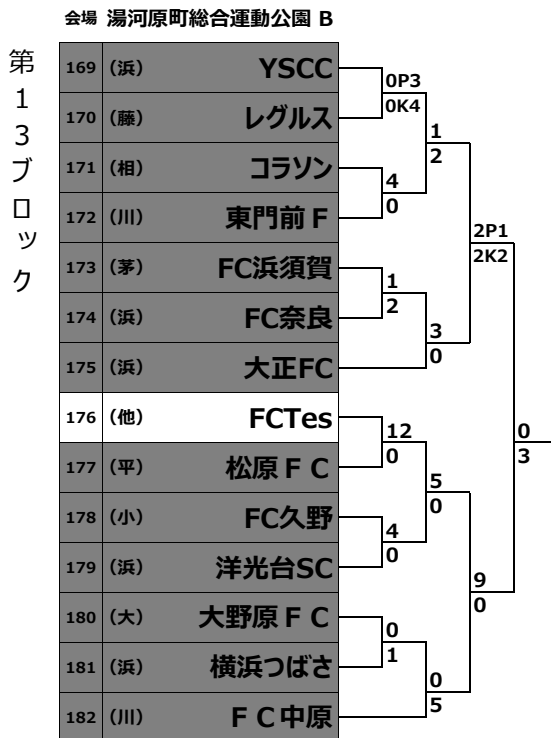 会場 湯河原町総合運動公園 B
第13ブロック
169 (浜) YSCC
170 (藤) レグルス
171 (相) コラソン
172 (川) 東門前F
173 (茅) FC浜須賀
174 (浜) FC奈良
175 (浜) 大正FC
176 (他) FCTes
177 (平) 松原FC
178 (小) FC久野
179 (浜) 洋光台SC
180 (大) 大野原FC
181 (浜) 横浜つばさ
182 (川) FC中原
0P3
0K4
4
0
1
2
12
0
4
0
0
1
1
2
3
0
5
0
0
5
2P1
2K2
9
0
0
3